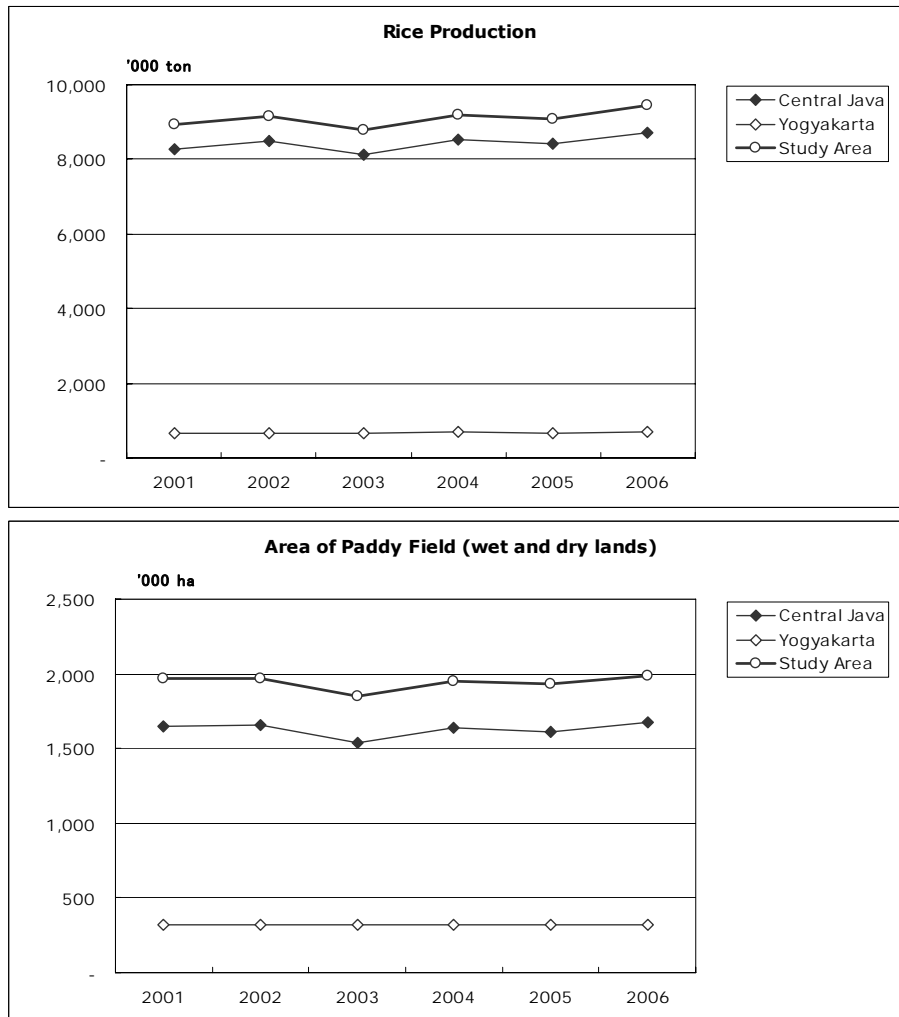 Rice Production
'000 ton
10,000
8,000
6,000
4,000
2,000
-
2001 2002 2003 2004 2005 2006
Central Java
Yogyakarta
Study Area
Area of Paddy Field (wet and dry lands)
'000 ha
2,500
2,000
1,500
1,000
500
-
2001 2002 2003 2004 2005 2006
Central Java
Yogyakarta
Study Area